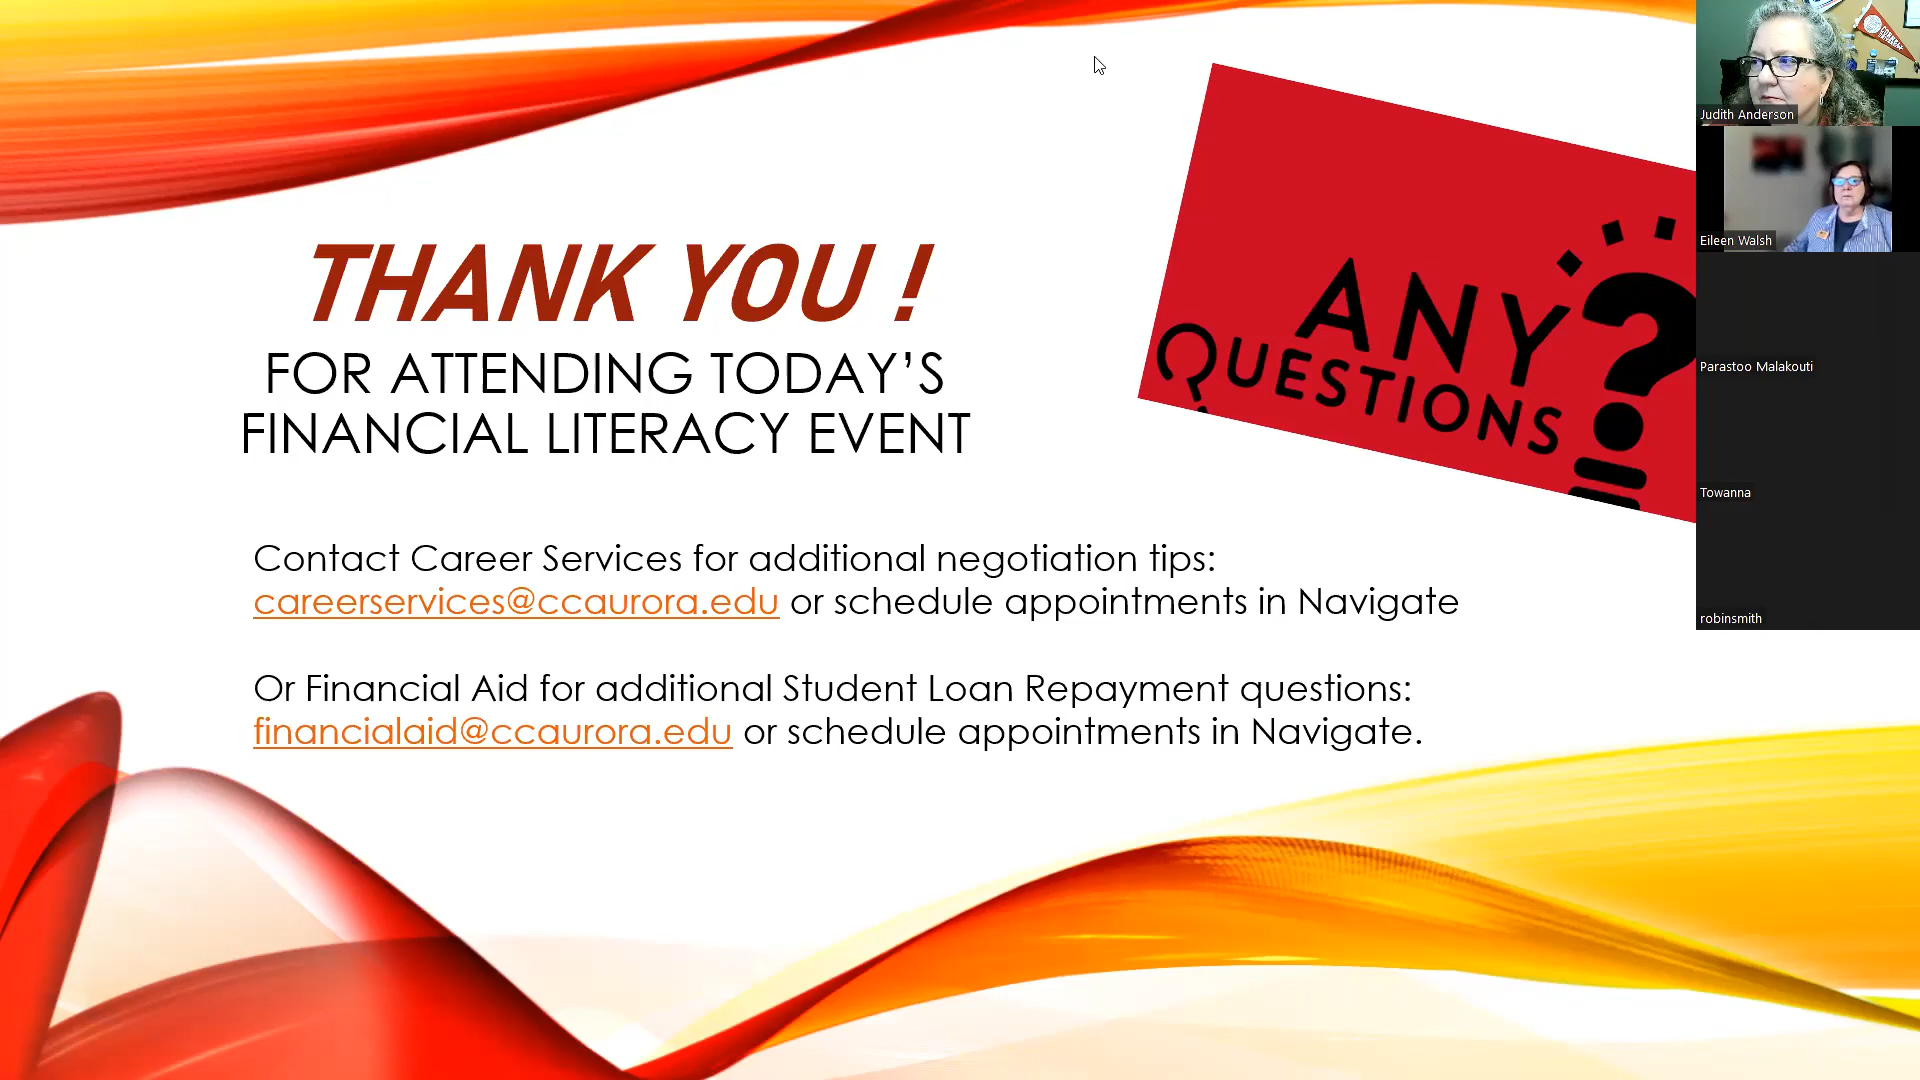 THANK YOU !
FOR ATTENDING TODAY’S
FINANCIAL LITERACY EVENT
ANY
QUESTIONS
?
Contact Career Services for additional negotiation tips:
careerservices@ccaurora.edu or schedule appointments in Navigate
Or Financial Aid for additional Student Loan Repayment questions:
financialaid@ccaurora.edu or schedule appointments in Navigate.
Judith Anderson
Eileen Walsh
Parastoo Malakouti
Towanna
robinsmith